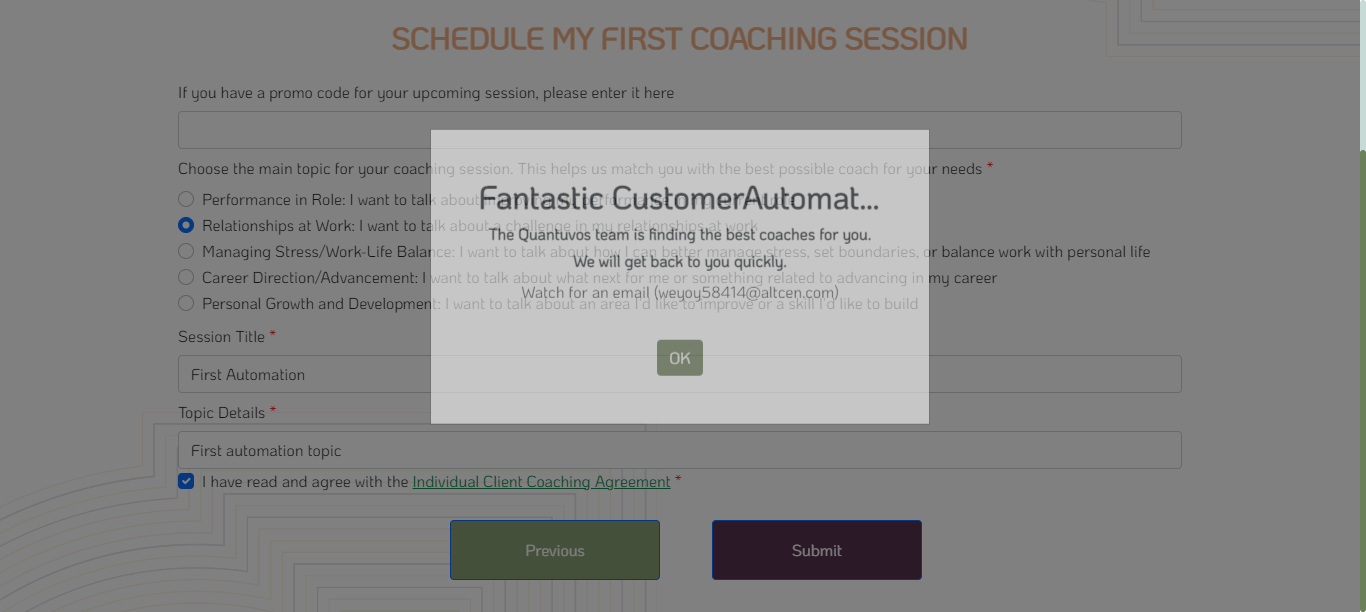 SCHEDULE MY FIRST COACHING SESSION
If you have a promo code for your upcoming session, please enter it here
Choose the main topic for your coaching session. This helps us match you with the best possible coach for your needs *
Performance in Role: I want to talk about
Relationships at Work: I want to talk about a challenge in my relationships at work
Managing Stress/Work-Life Balance: I want to talk about how I can better manage stress, set boundaries, or balance work with personal life
Career Direction/Advancement: I want to talk about what next for me or something related to advancing in my career
Personal Growth and Development: I want to talk about an area I'd like to improve or a skill I'd like to build
Fantastic CustomerAutomat...
The Quantuvos team is finding the best coaches for you.
We will get back to you quickly.
Watch for an email (weyoy58414@altcen.com)
OK
Session Title *
First Automation
Topic Details *
First automation topic
I have read and agree with the Individual Client Coaching Agreement *
Previous
Submit